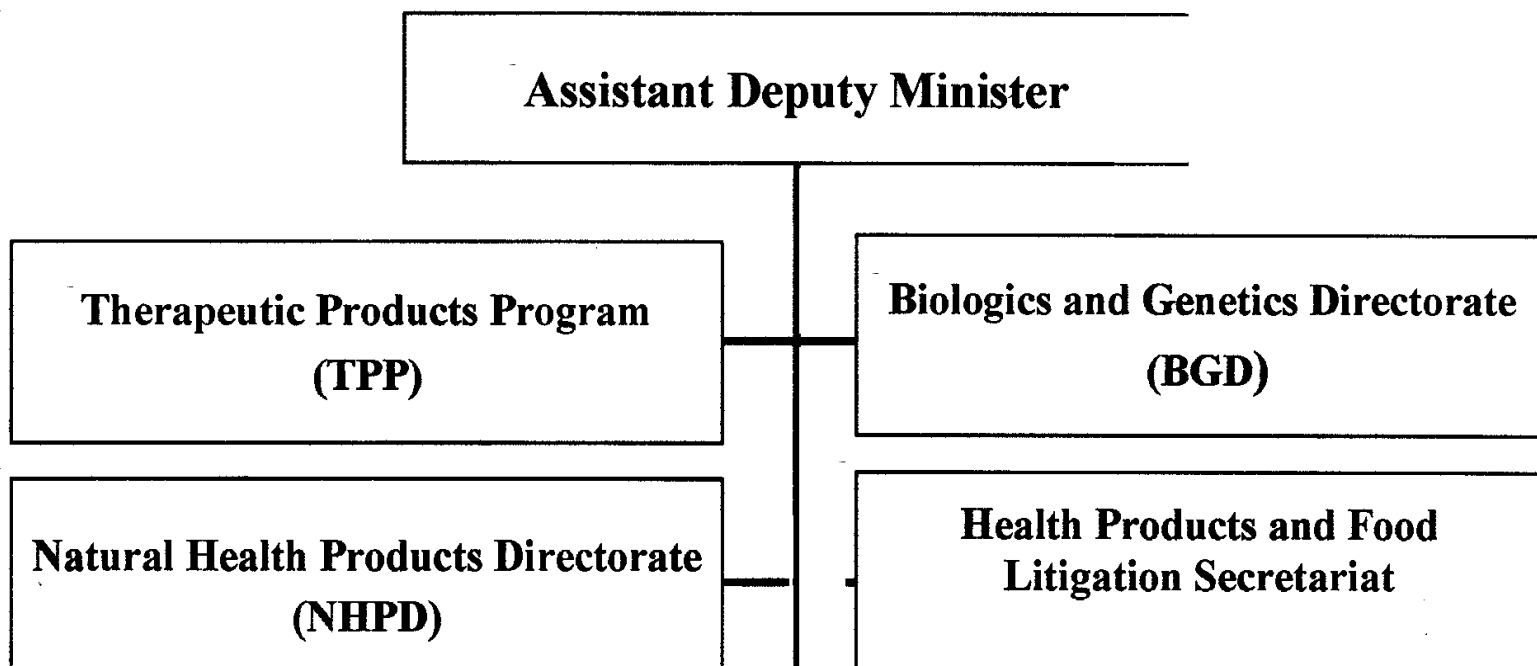 Assistant Deputy Minister
Therapeutic Products Program
(TPP)
Biologics and Genetics Directorate
(BGD)
Natural Health Products Directorate
(NHPD)
Health Products and Food
Litigation Secretariat